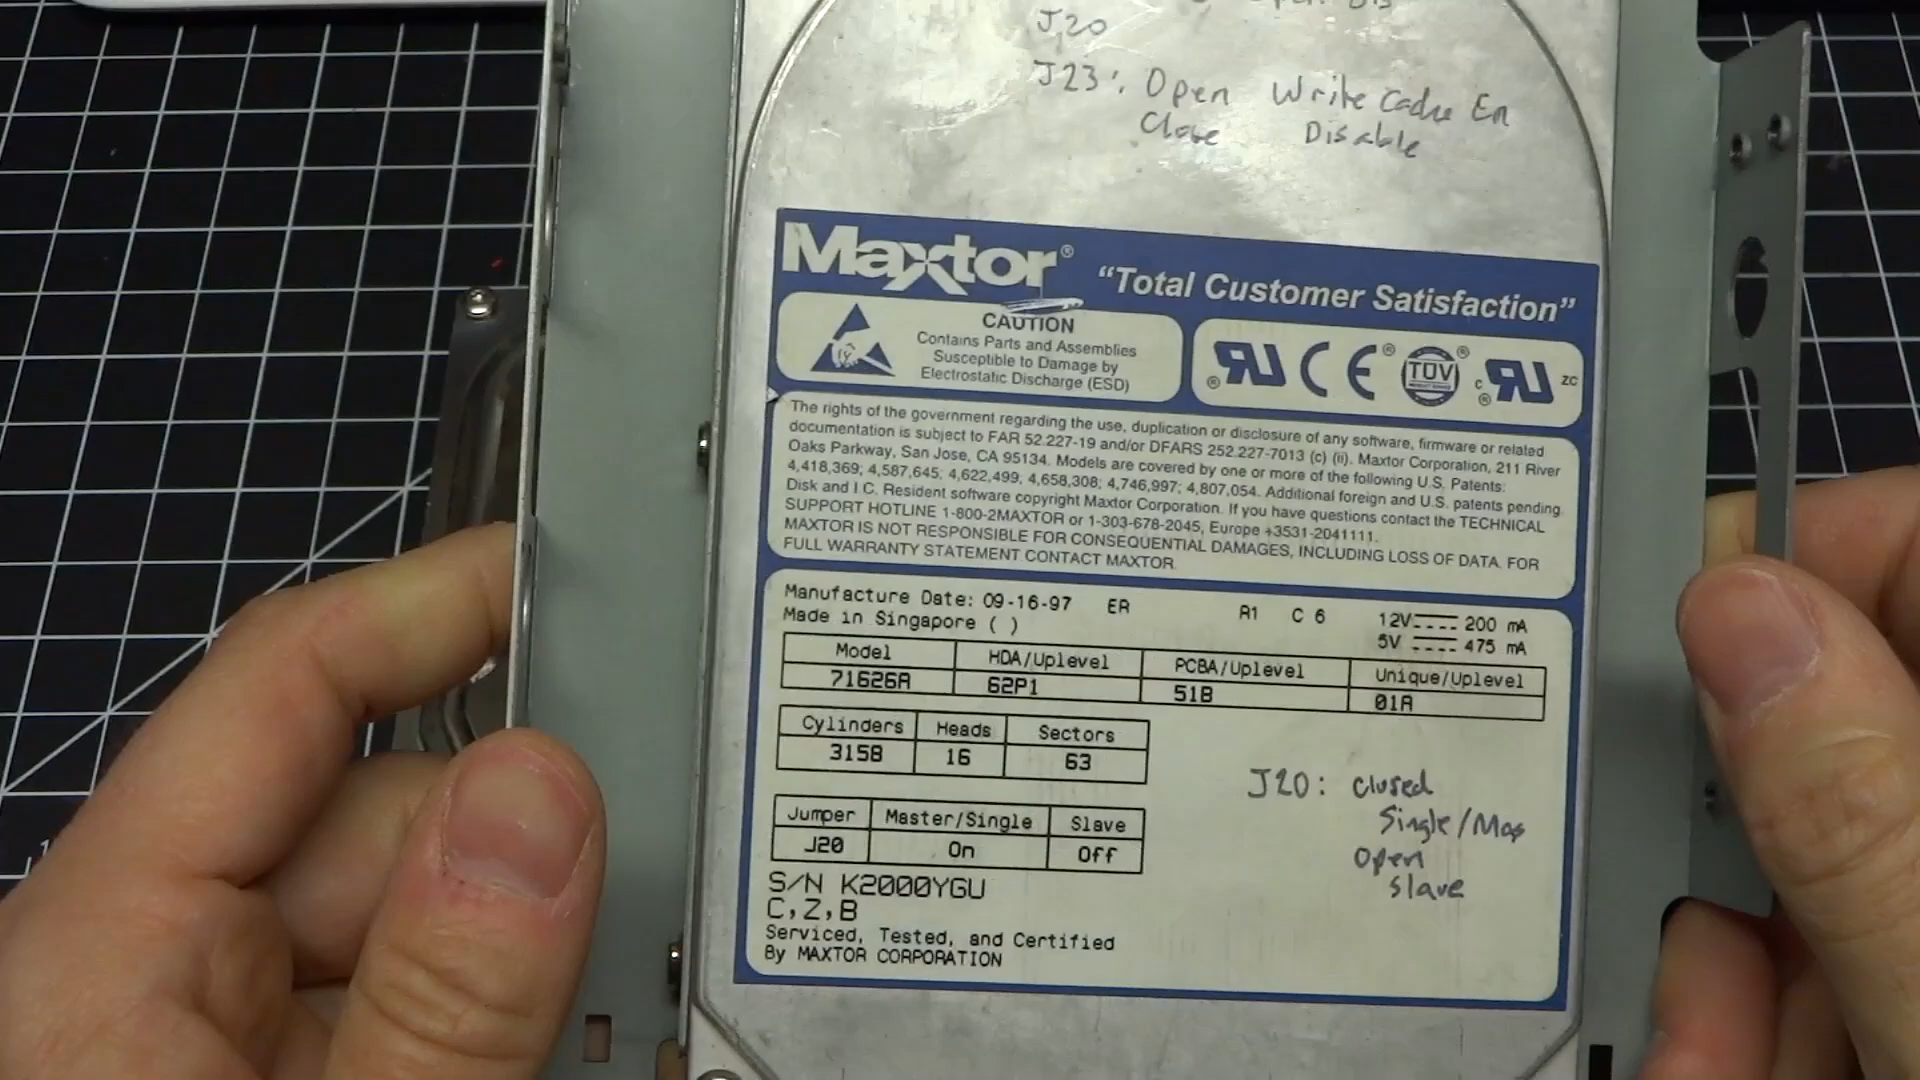 J20
J23: Open Write Cache En
Close Disable
Maxtor® "Total Customer Satisfaction"
CAUTION
Contains Parts and Assemblies
Susceptible to Damage by
Electrostatic Discharge (ESD)
CE TÜV
The rights of the government regarding the use, duplication or disclosure of any software, firmware or related
documentation is subject to FAR 52.227-19 and/or DFARS 252.227-7013 (c) (ii). Maxtor Corporation, 211 River
Oaks Parkway, San Jose, CA 95134. Models are covered by one or more of the following U.S. Patents:
4,418,369; 4,587,645; 4,622,499; 4,658,308; 4,746,997; 4,807,054. Additional foreign and U.S. patents pending.
Disk and I.C. Resident software copyright Maxtor Corporation. If you have questions contact the TECHNICAL
SUPPORT HOTLINE 1-800-2MAXTOR or 1-303-678-2045, Europe +3531-2041111.
MAXTOR IS NOT RESPONSIBLE FOR CONSEQUENTIAL DAMAGES, INCLUDING LOSS OF DATA. FOR
FULL WARRANTY STATEMENT CONTACT MAXTOR
Manufacture Date: 09-16-97 ER R1 C 6 12V 200 mA
Made in Singapore ( ) 5V 475 mA
Model HDA/Uplevel PCBA/Uplevel Unique/Uplevel
71626A 62P1 51B 01A
Cylinders Heads Sectors
3158 16 63
Jumper Master/Single Slave
J20 On Off
J20: closed
Single/Mas
Open
Slave
S/N K2000YGU
C,Z,B
Serviced, Tested, and Certified
By MAXTOR CORPORATION